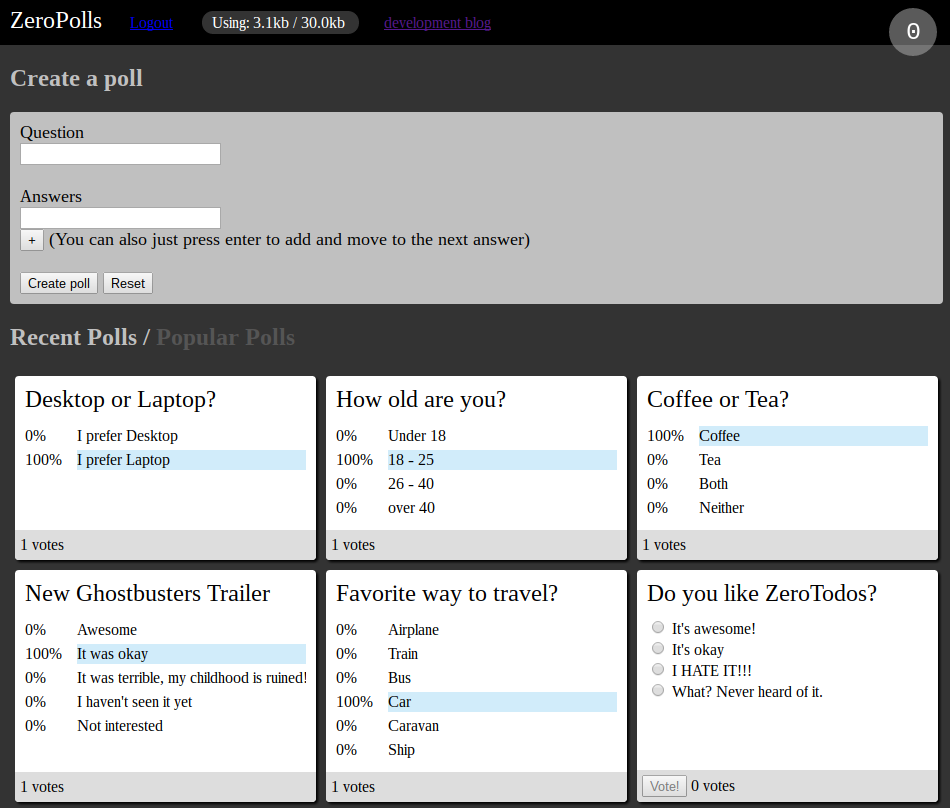 ZeroPolls Logout Using: 3.1kb / 30.0kb development blog 0
Create a poll
Question
Answers
+ (You can also just press enter to add and move to the next answer)
Create poll Reset
Recent Polls / Popular Polls
Desktop or Laptop?
0% I prefer Desktop
100% I prefer Laptop
1 votes
How old are you?
0% Under 18
100% 18 - 25
0% 26 - 40
0% over 40
1 votes
Coffee or Tea?
100% Coffee
0% Tea
0% Both
0% Neither
1 votes
New Ghostbusters Trailer
0% Awesome
100% It was okay
0% It was terrible, my childhood is ruined!
0% I haven't seen it yet
0% Not interested
1 votes
Favorite way to travel?
0% Airplane
0% Train
0% Bus
100% Car
0% Caravan
0% Ship
1 votes
Do you like ZeroTodos?
It's awesome!
It's okay
I HATE IT!!!
What? Never heard of it.
Vote! 0 votes